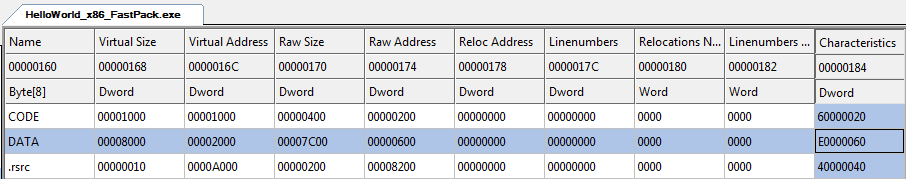 HelloWorld_x86_FastPack.exe
Name Virtual Size Virtual Address Raw Size Raw Address Reloc Address Linenumbers Relocations N... Linenumbers ... Characteristics
00000160 00000168 0000016C 00000170 00000174 00000178 0000017C 00000180 00000182 00000184
Byte[8] Dword Dword Dword Dword Dword Dword Word Word Dword
CODE 00001000 00001000 00000400 00000200 00000000 00000000 0000 0000 60000020
DATA 00008000 00002000 00007C00 00000600 00000000 00000000 0000 0000 E0000060
.rsrc 00000010 0000A000 00000200 00008200 00000000 00000000 0000 0000 40000040